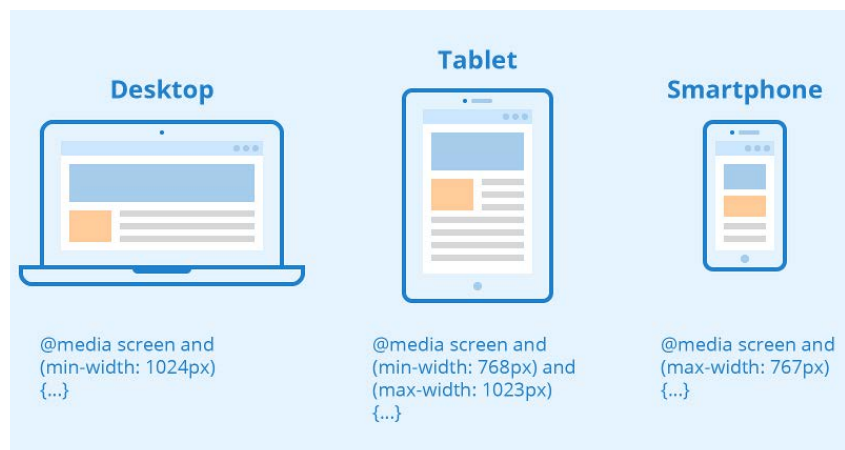 Desktop
Tablet
Smartphone
@media screen and
(min-width: 1024px)
{...}
@media screen and
(min-width: 768px) and
(max-width: 1023px)
{...}
@media screen and
(max-width: 767px)
{...}